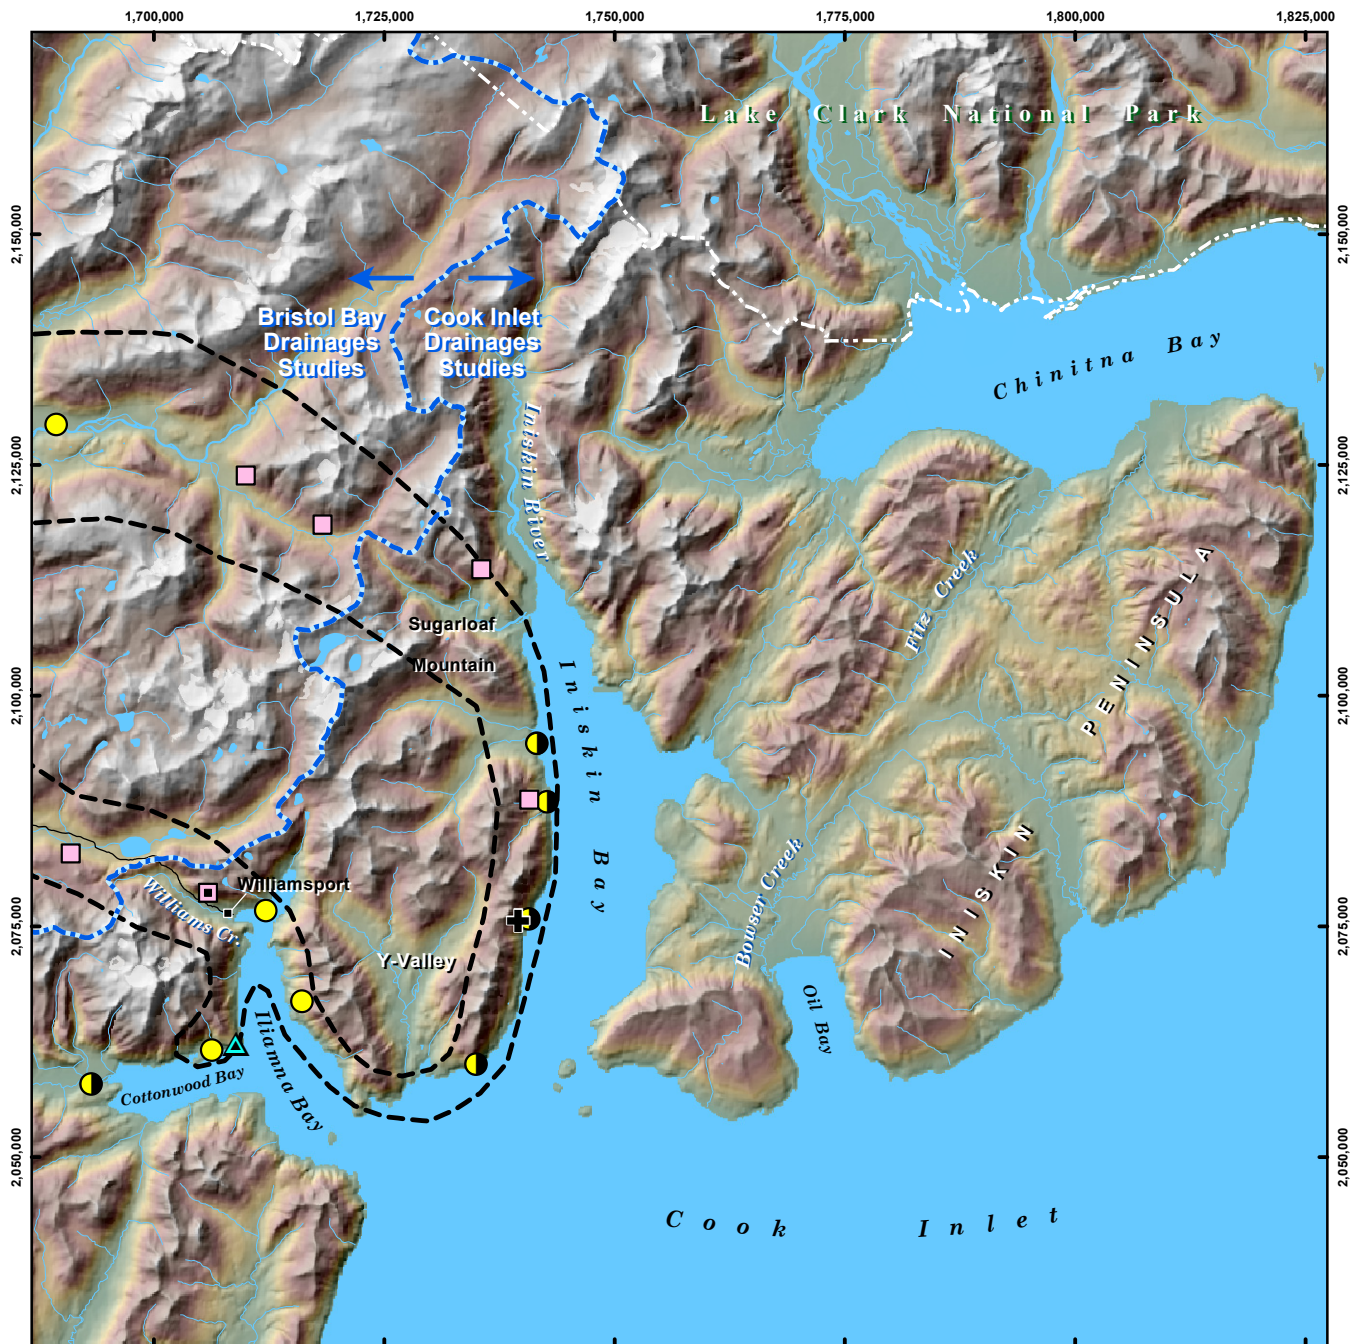 1,700,000
1,725,000
1,750,000
1,775,000
1,800,000
1,825,000
Lake Clark National Park
2,150,000
2,150,000
Bristol Bay
Drainages
Studies
Cook Inlet
Drainages
Studies
Chinitna Bay
Iniskin River
2,125,000
2,125,000
Fitz Creek
Sugarloaf
Mountain
INISKIN PENINSULA
2,100,000
2,100,000
Iniskin Bay
Williamsport
Williams Cr.
Bowser Creek
2,075,000
2,075,000
Y-Valley
Oil Bay
Iliamna Bay
Cottonwood Bay
2,050,000
2,050,000
Cook Inlet